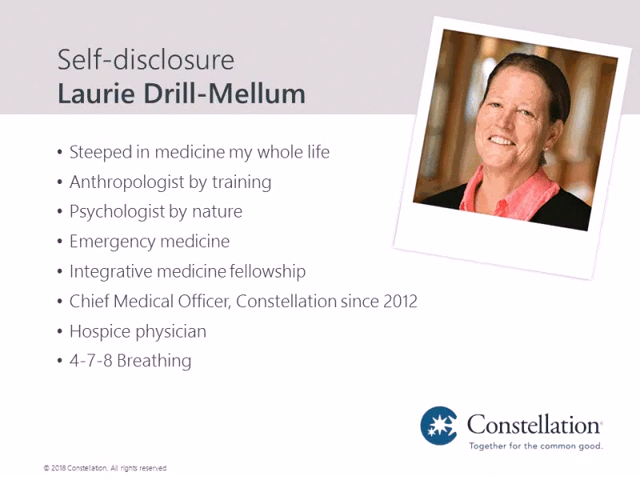 Self-disclosure
Laurie Drill-Mellum
• Steeped in medicine my whole life
• Anthropologist by training
• Psychologist by nature
• Emergency medicine
• Integrative medicine fellowship
• Chief Medical Officer, Constellation since 2012
• Hospice physician
• 4-7-8 Breathing
Constellation®
Together for the common good.
© 2018 Constellation. All rights reserved